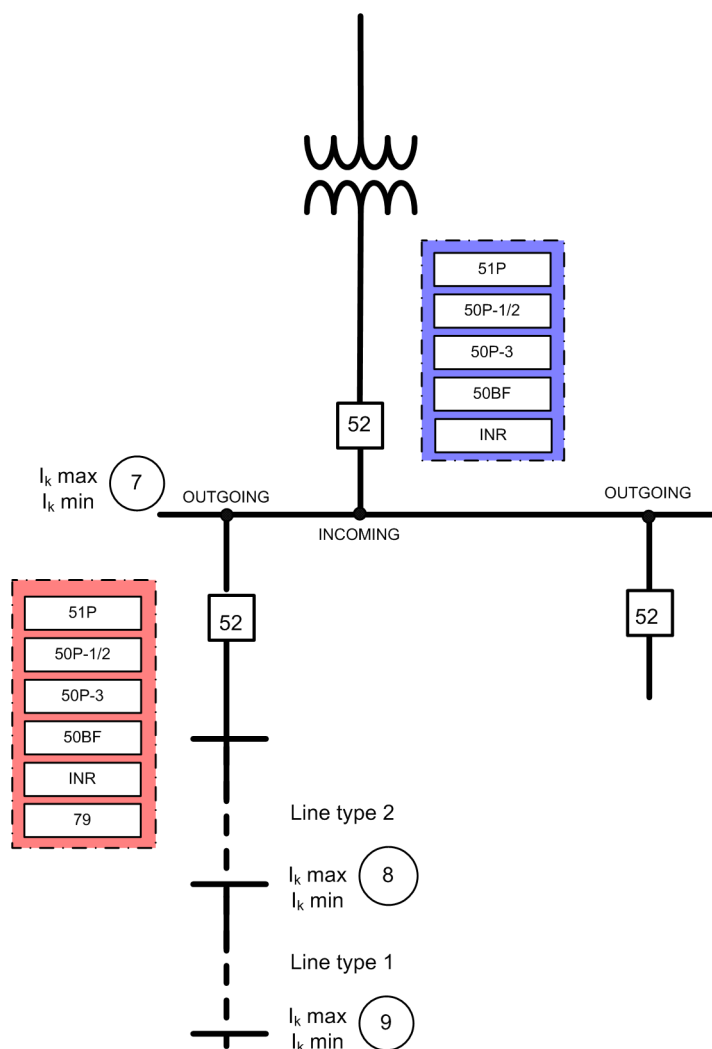 51P
50P-1/2
50P-3
50BF
INR
52
Ik max
Ik min
7
OUTGOING
INCOMING
OUTGOING
51P
50P-1/2
50P-3
50BF
INR
79
52
52
Line type 2
Ik max
Ik min
8
Line type 1
Ik max
Ik min
9